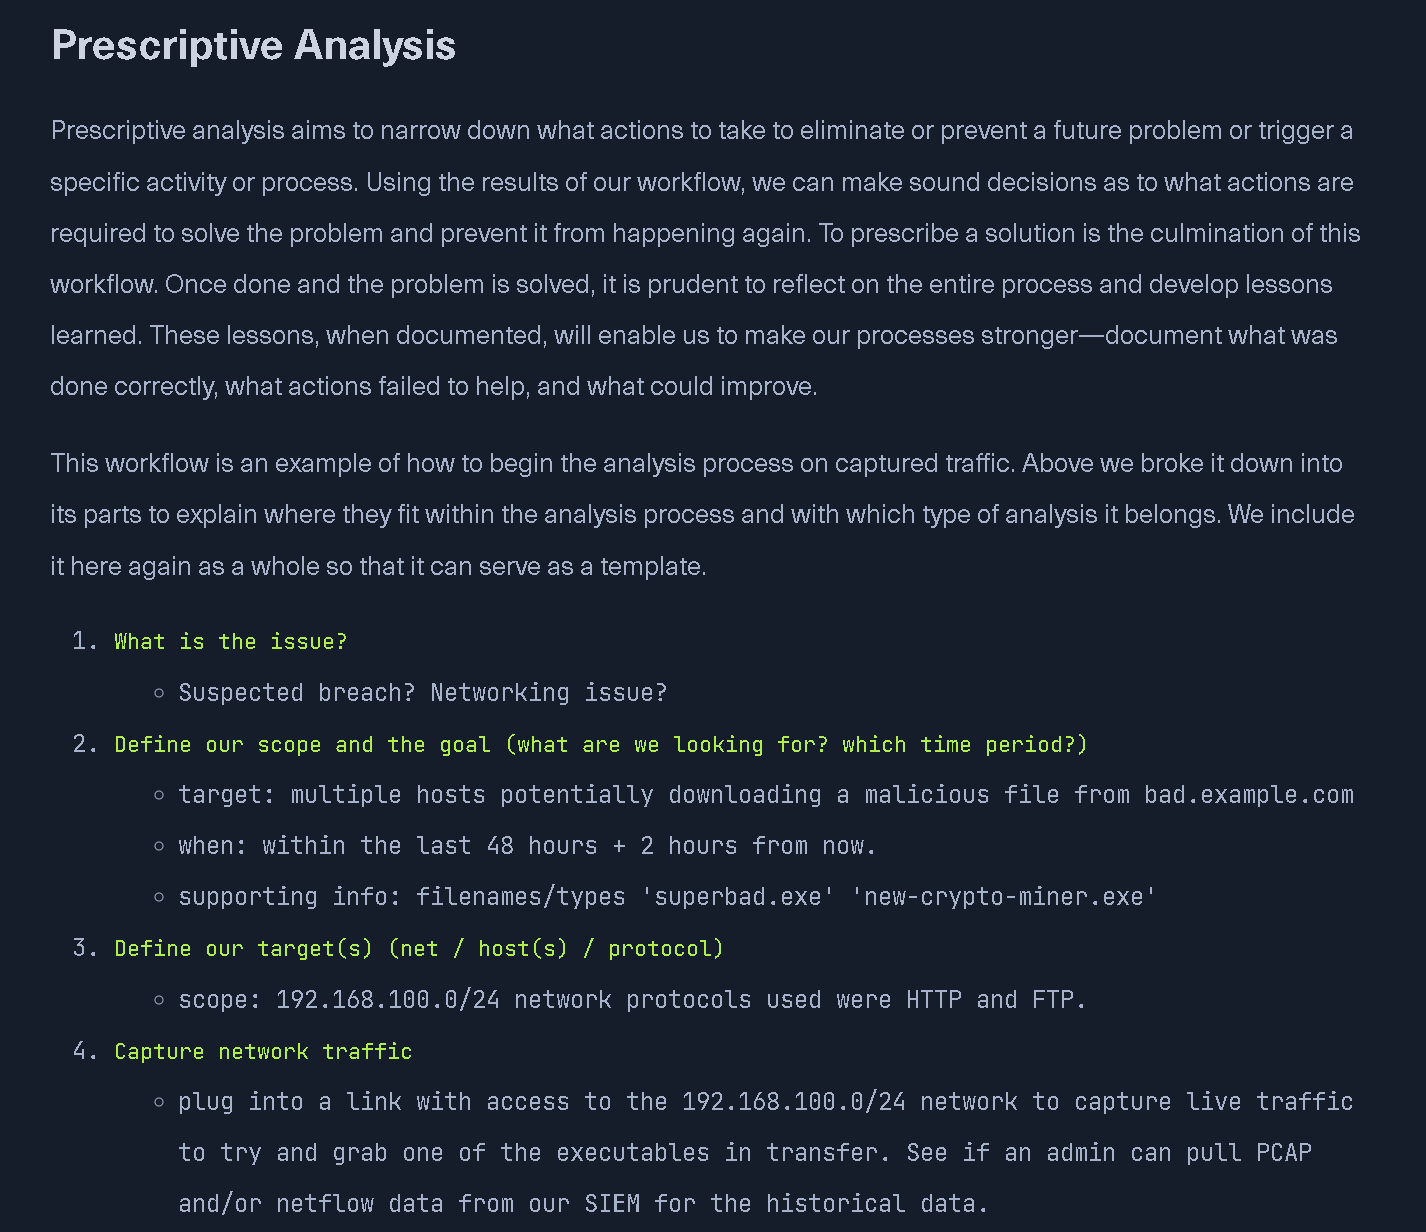 Prescriptive Analysis
Prescriptive analysis aims to narrow down what actions to take to eliminate or prevent a future problem or trigger a
specific activity or process. Using the results of our workflow, we can make sound decisions as to what actions are
required to solve the problem and prevent it from happening again. To prescribe a solution is the culmination of this
workflow. Once done and the problem is solved, it is prudent to reflect on the entire process and develop lessons
learned. These lessons, when documented, will enable us to make our processes stronger—document what was
done correctly, what actions failed to help, and what could improve.
This workflow is an example of how to begin the analysis process on captured traffic. Above we broke it down into
its parts to explain where they fit within the analysis process and with which type of analysis it belongs. We include
it here again as a whole so that it can serve as a template.
1. What is the issue?
◦ Suspected breach? Networking issue?
2. Define our scope and the goal (what are we looking for? which time period?)
◦ target: multiple hosts potentially downloading a malicious file from bad.example.com
◦ when: within the last 48 hours + 2 hours from now.
◦ supporting info: filenames/types 'superbad.exe' 'new-crypto-miner.exe'
3. Define our target(s) (net / host(s) / protocol)
◦ scope: 192.168.100.0/24 network protocols used were HTTP and FTP.
4. Capture network traffic
◦ plug into a link with access to the 192.168.100.0/24 network to capture live traffic
to try and grab one of the executables in transfer. See if an admin can pull PCAP
and/or netflow data from our SIEM for the historical data.